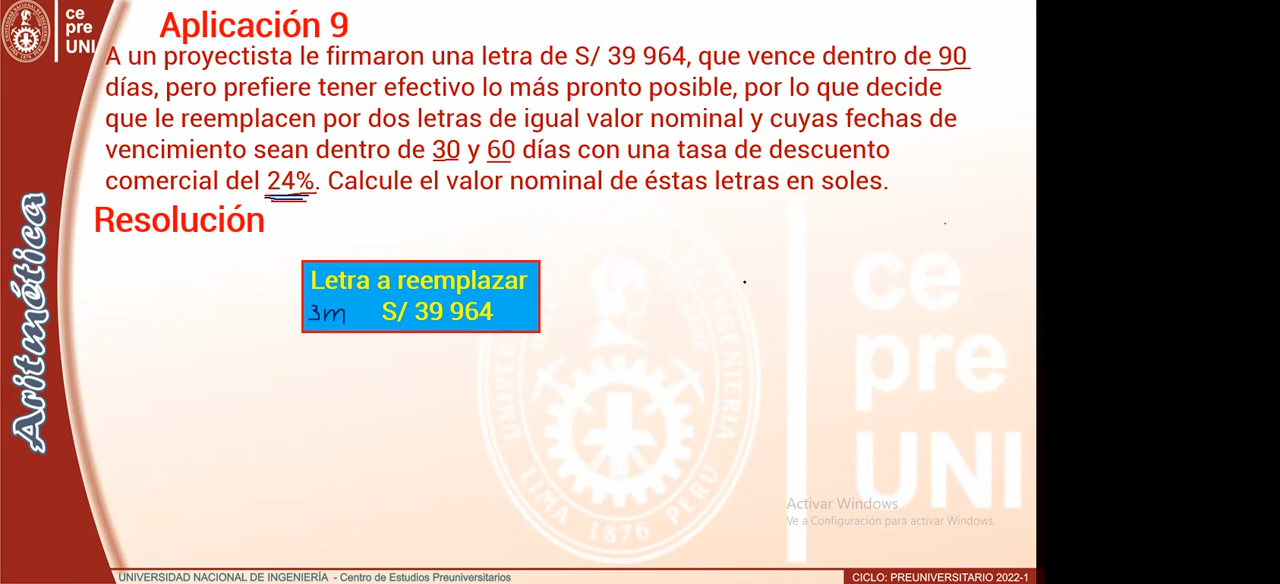 ce
pre
UNI
Aplicación 9
A un proyectista le firmaron una letra de S/ 39 964, que vence dentro de 90
días, pero prefiere tener efectivo lo más pronto posible, por lo que decide
que le reemplacen por dos letras de igual valor nominal y cuyas fechas de
vencimiento sean dentro de 30 y 60 días con una tasa de descuento
comercial del 24%. Calcule el valor nominal de éstas letras en soles.
Resolución
Aritmética
Letra a reemplazar
3m S/ 39 964
ce
pre
UNI
LIMA 1876 PERU
Activar Windows
Ve a Configuración para activar Windows.
UNIVERSIDAD NACIONAL DE INGENIERÍA - Centro de Estudios Preuniversitarios
CICLO: PREUNIVERSITARIO 2022-1